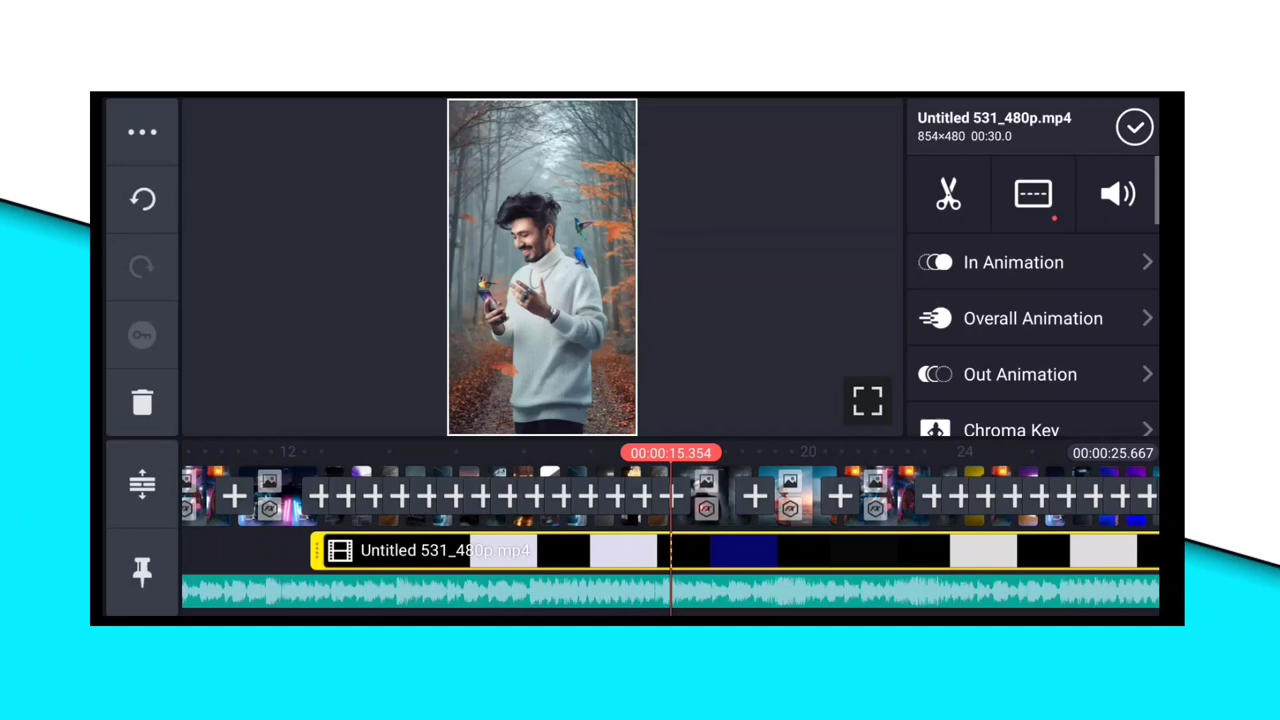 Untitled 531_480p.mp4
854×480 00:30.0
In Animation
Overall Animation
Out Animation
Chroma Key
12
00:00:15.354
20
24
00:00:25.667
Untitled 531_480p.mp4